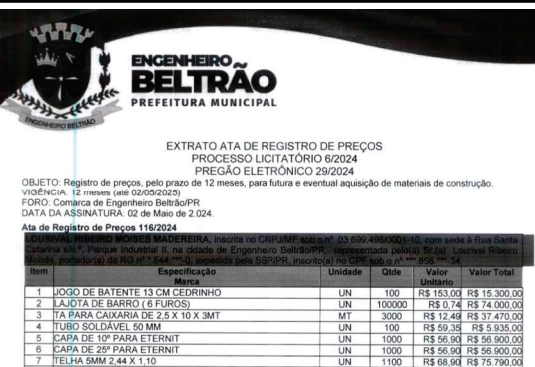 ENGENHEIRO BELTRÃO
ENGENHEIRO
BELTRÃO
PREFEITURA MUNICIPAL
EXTRATO ATA DE REGISTRO DE PREÇOS
PROCESSO LICITATÓRIO 6/2024
PREGÃO ELETRÔNICO 29/2024
OBJETO: Registro de preços, pelo prazo de 12 meses, para futura e eventual aquisição de materiais de construção.
VIGÊNCIA: 12 meses (até 02/05/2025)
FORO: Comarca de Engenheiro Beltrão/PR
DATA DA ASSINATURA: 02 de Maio de 2.024.
Ata de Registro de Preços 116/2024
LOURIVAL RIBEIRO MOISES MADEREIRA, inscrita no CNPJ/MF sob o nº. 03.699.496/0001-10, com sede à Rua Santa
Catarina s/n.º, Parque Industrial II, na cidade de Engenheiro Beltrão/PR, representada pelo(a) Sr.(a). Lourival Ribeiro
Moisés, portador(a) da RG nº *.544.***-0, expedida pela SSP/PR, inscrito(a) no CPF sob o nº ***.858.***-34
Item Especificação Marca Unidade Qtde Valor Unitário Valor Total
1 JOGO DE BATENTE 13 CM CEDRINHO UN 100 R$ 153,00 R$ 15.300,00
2 LAJOTA DE BARRO ( 6 FUROS) UN 100000 R$ 0,74 R$ 74.000,00
3 TA PARA CAIXARIA DE 2,5 X 10 X 3MT MT 3000 R$ 12,49 R$ 37.470,00
4 TUBO SOLDÁVEL 50 MM UN 100 R$ 59,35 R$ 5.935,00
5 CAPA DE 10º PARA ETERNIT UN 1000 R$ 56,90 R$ 56.900,00
6 CAPA DE 25º PARA ETERNIT UN 1000 R$ 56,90 R$ 56.900,00
7 TELHA 5MM 2,44 X 1,10 UN 1100 R$ 68,90 R$ 75.790,00